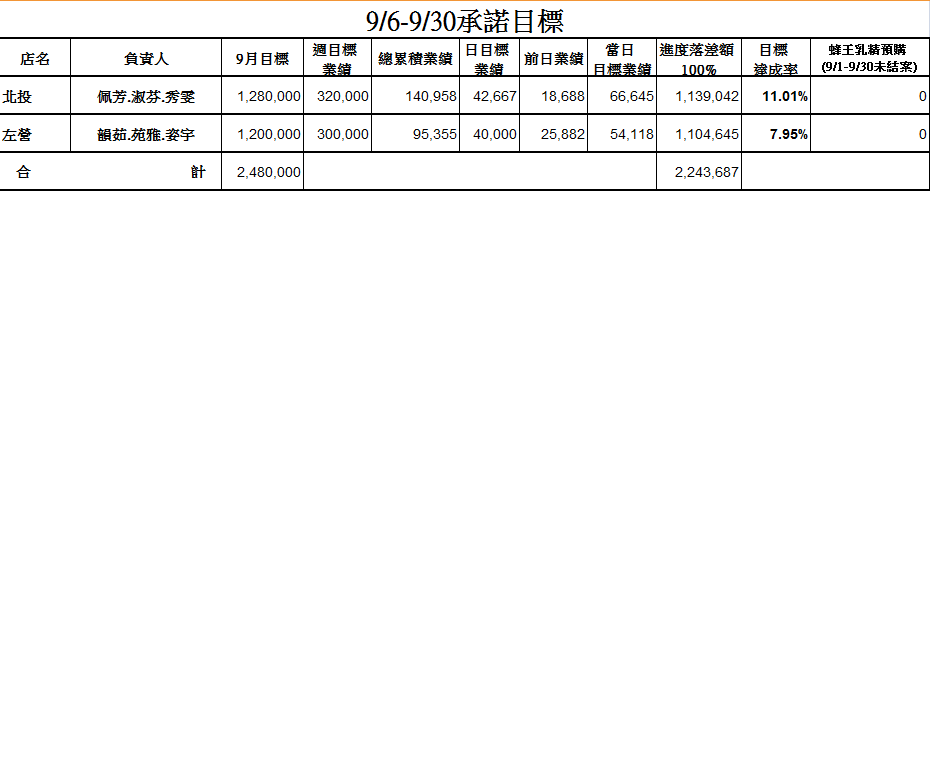 9/6-9/30承諾目標
店名 負責人 9月目標 週目標業績 總累積業績 日目標業績 前日業績 當日目標業績 進度落差額100% 目標達成率 蜂王乳精預購(9/1-9/30未結案)
北投 佩芳.淑芬.秀雯 1,280,000 320,000 140,958 42,667 18,688 66,645 1,139,042 11.01% 0
左營 韻茹.苑雅.姿宇 1,200,000 300,000 95,355 40,000 25,882 54,118 1,104,645 7.95% 0
合 計 2,480,000 2,243,687